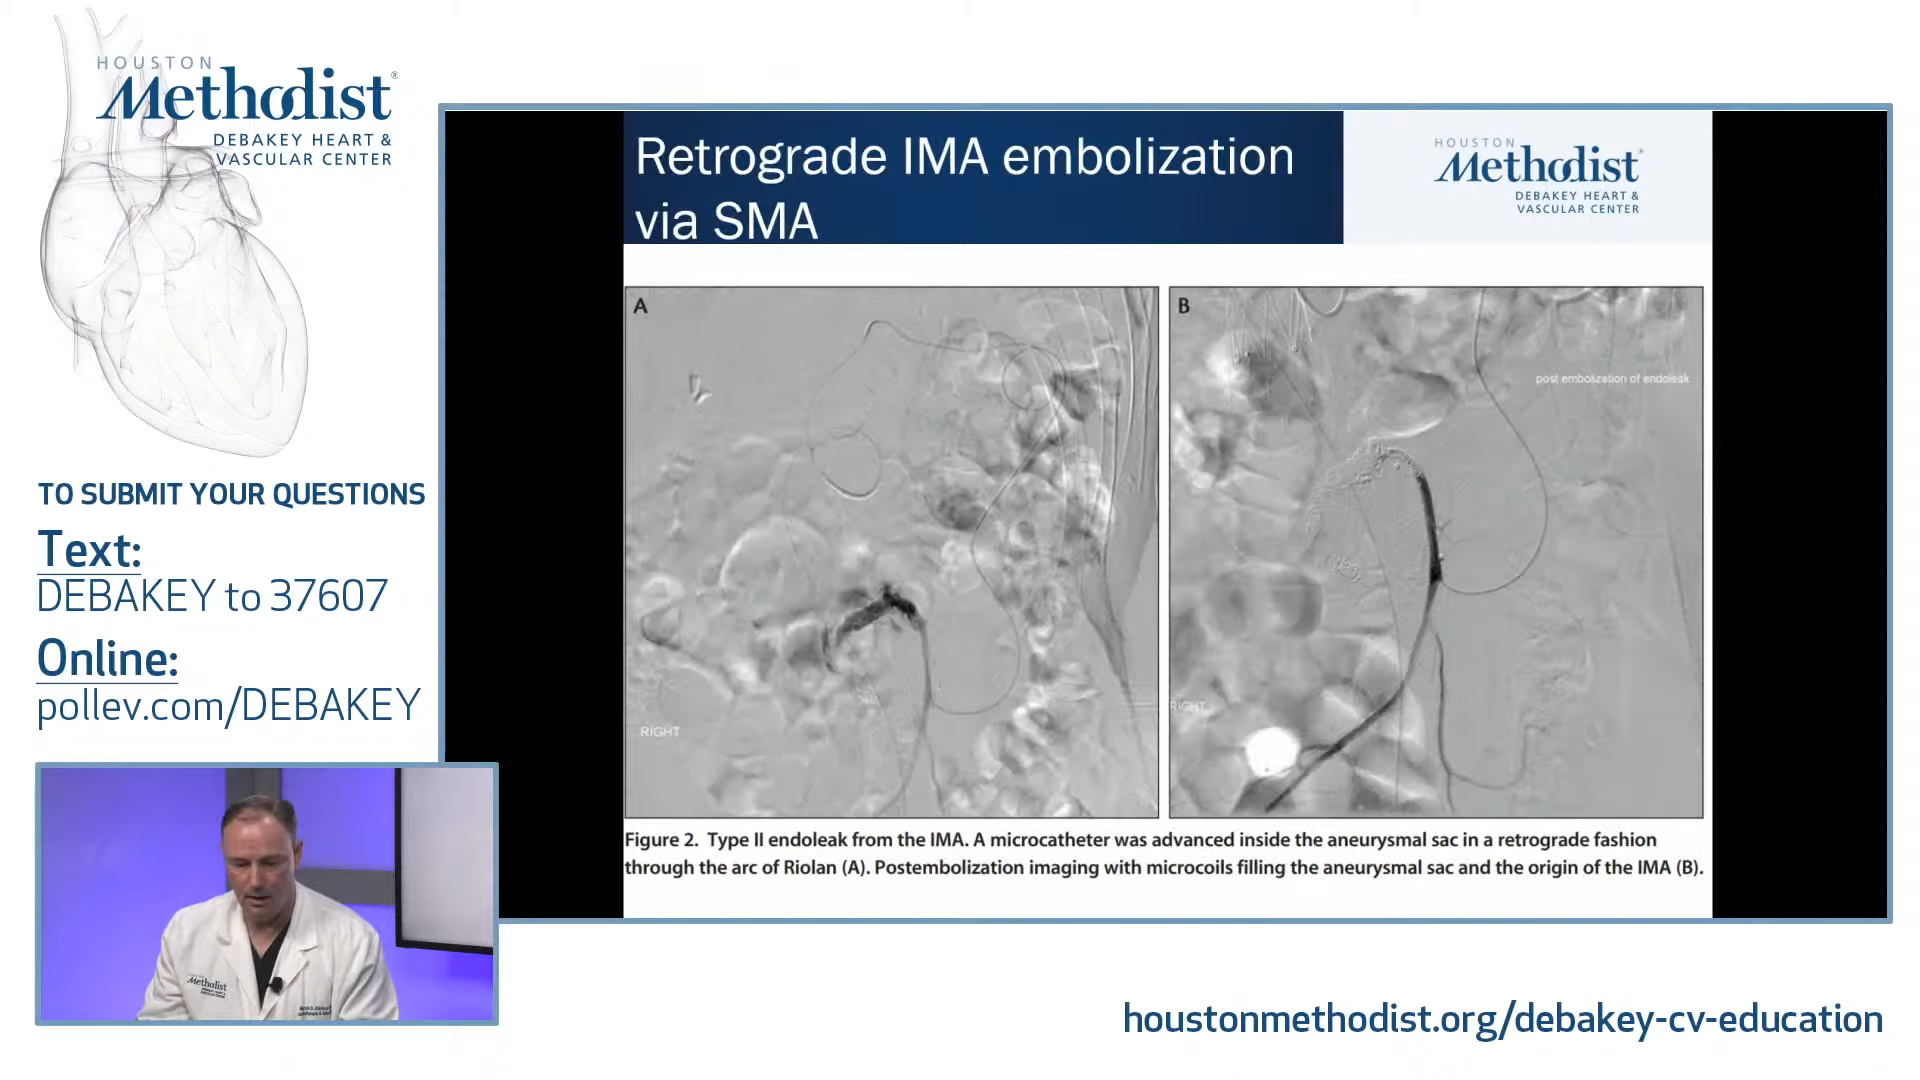 HOUSTON
Methodist®
DEBAKEY HEART &
VASCULAR CENTER
TO SUBMIT YOUR QUESTIONS
Text:
DEBAKEY to 37607
Online:
pollev.com/DEBAKEY
Retrograde IMA embolization
via SMA
HOUSTON
Methodist®
DEBAKEY HEART &
VASCULAR CENTER
A
RIGHT
B
post embolization of endoleak
RIGHT
Figure 2. Type II endoleak from the IMA. A microcatheter was advanced inside the aneurysmal sac in a retrograde fashion
through the arc of Riolan (A). Postembolization imaging with microcoils filling the aneurysmal sac and the origin of the IMA (B).
Methodist
houstonmethodist.org/debakey-cv-education